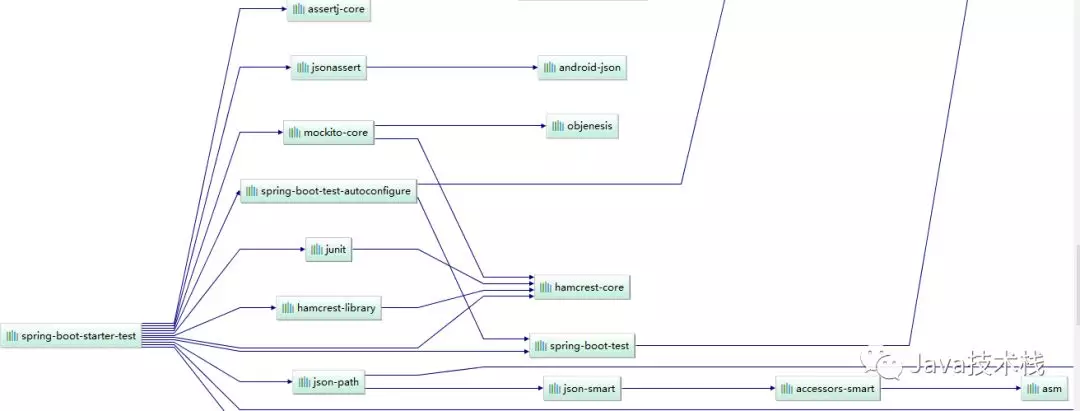 assertj-core
jsonassert
android-json
mockito-core
objenesis
spring-boot-test-autoconfigure
junit
hamcrest-core
hamcrest-library
spring-boot-starter-test
spring-boot-test
Java技术栈
json-path
json-smart
accessors-smart
asm